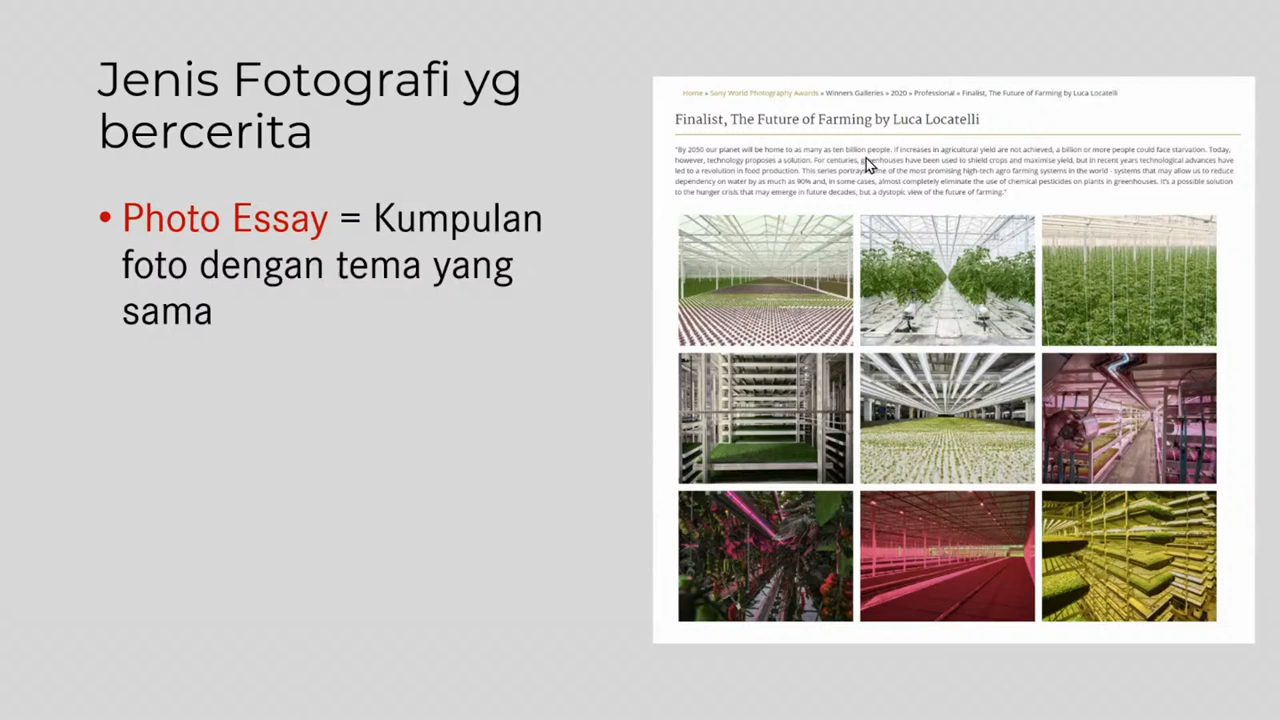 Jenis Fotografi yg
bercerita
• Photo Essay = Kumpulan
foto dengan tema yang
sama
Home » Sony World Photography Awards » Winners Galleries » 2020 » Professional » Finalist, The Future of Farming by Luca Locatelli
Finalist, The Future of Farming by Luca Locatelli
"By 2050 our planet will be home to as many as ten billion people. If increases in agricultural yield are not achieved, a billion or more people could face starvation. Today,
however, technology proposes a solution. For centuries, greenhouses have been used to shield crops and maximise yield, but in recent years technological advances have
led to a revolution in food production. This series portrays some of the most promising high-tech agro farming systems in the world - systems that may allow us to reduce
dependency on water by as much as 90% and, in some cases, almost completely eliminate the use of chemical pesticides on plants in greenhouses. It's a possible solution
to the hunger crisis that may emerge in future decades, but a dystopic view of the future of farming."